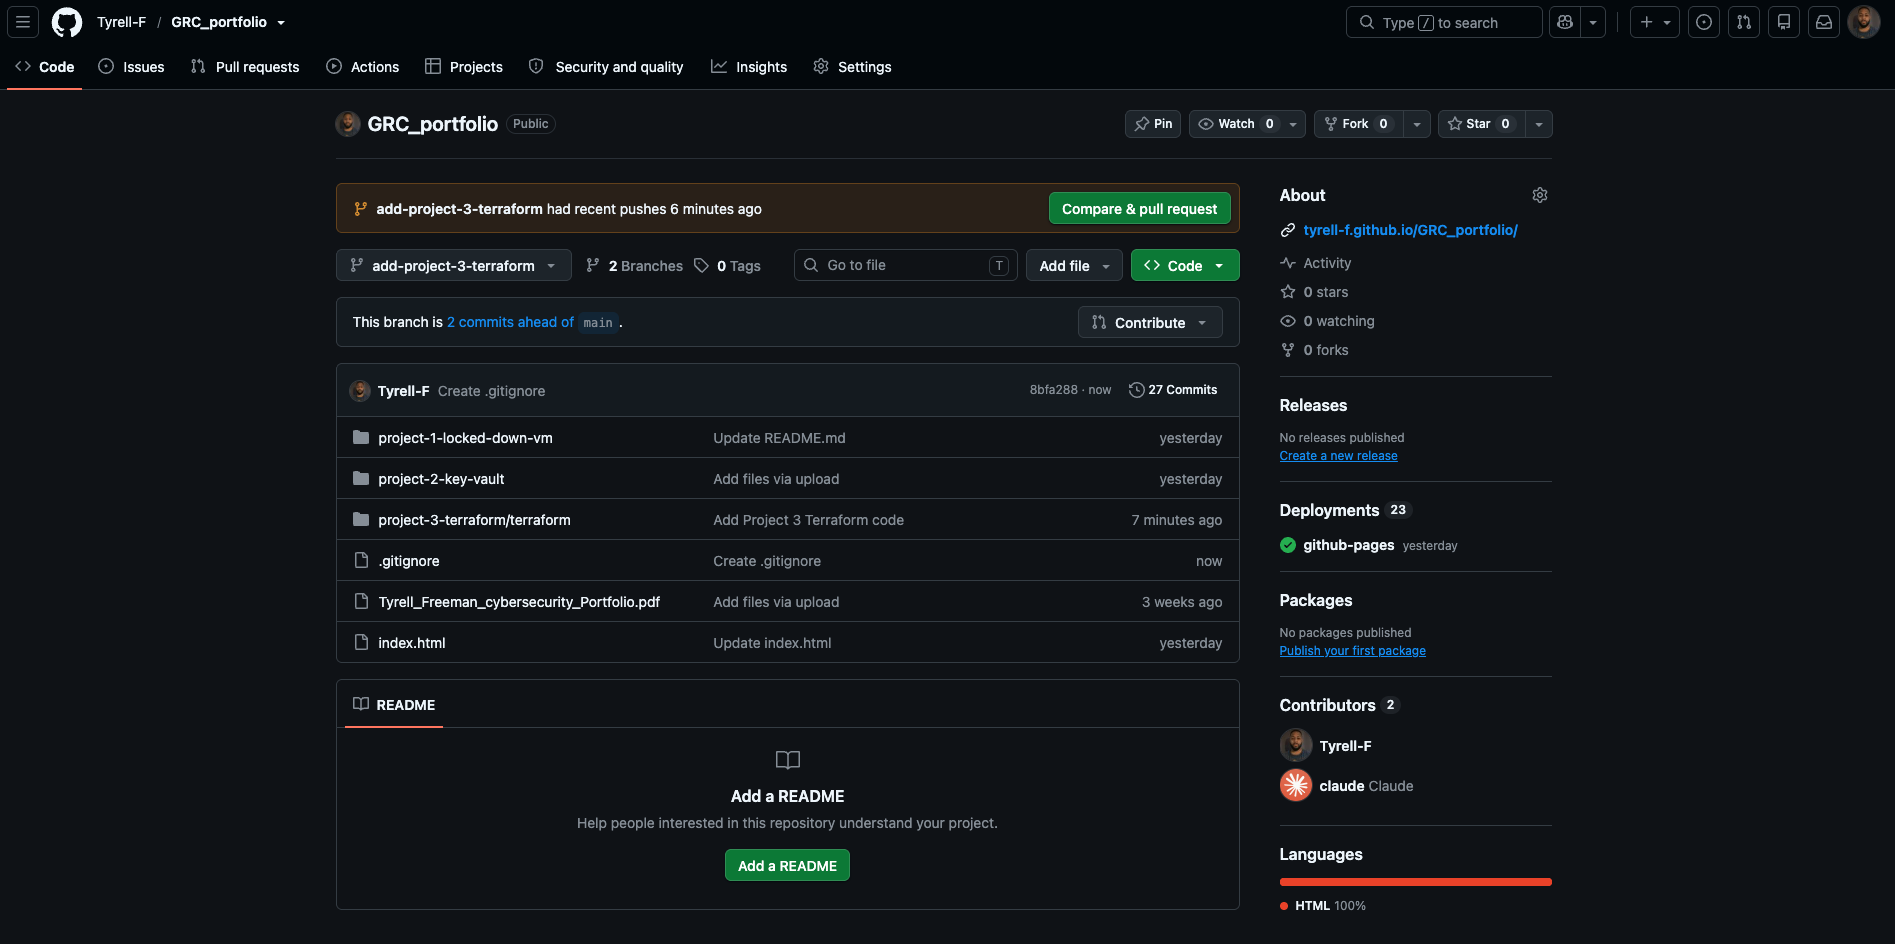 Tyrell-F / GRC_portfolio
Type / to search
Code
Issues
Pull requests
Actions
Projects
Security and quality
Insights
Settings
GRC_portfolio Public
Pin
Watch 0
Fork 0
Star 0
add-project-3-terraform had recent pushes 6 minutes ago
Compare & pull request
add-project-3-terraform
2 Branches
0 Tags
Go to file T
Add file
Code
This branch is 2 commits ahead of main.
Contribute
Tyrell-F Create .gitignore 8bfa288 · now 27 Commits
project-1-locked-down-vm Update README.md yesterday
project-2-key-vault Add files via upload yesterday
project-3-terraform/terraform Add Project 3 Terraform code 7 minutes ago
.gitignore Create .gitignore now
Tyrell_Freeman_cybersecurity_Portfolio.pdf Add files via upload 3 weeks ago
index.html Update index.html yesterday
README
Add a README
Help people interested in this repository understand your project.
Add a README
About
tyrell-f.github.io/GRC_portfolio/
Activity
0 stars
0 watching
0 forks
Releases
No releases published
Create a new release
Deployments 23
github-pages yesterday
Packages
No packages published
Publish your first package
Contributors 2
Tyrell-F
claude Claude
Languages
HTML 100%